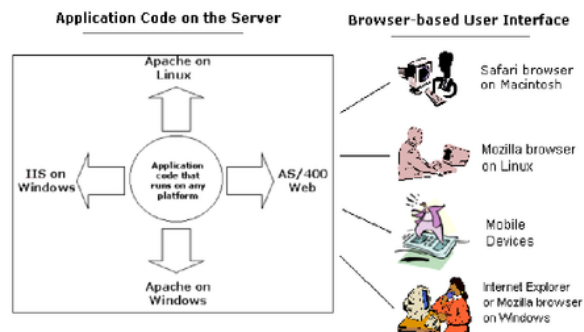 Application Code on the Server
Browser-based User Interface
Apache on
Linux
IIS on
Windows
Application
code that
runs on any
platform
AS/400
Web
Apache on
Windows
Safari browser
on Macintosh
Mozilla browser
on Linux
Mobile
Devices
Internet Explorer
or Mozilla browser
on Windows